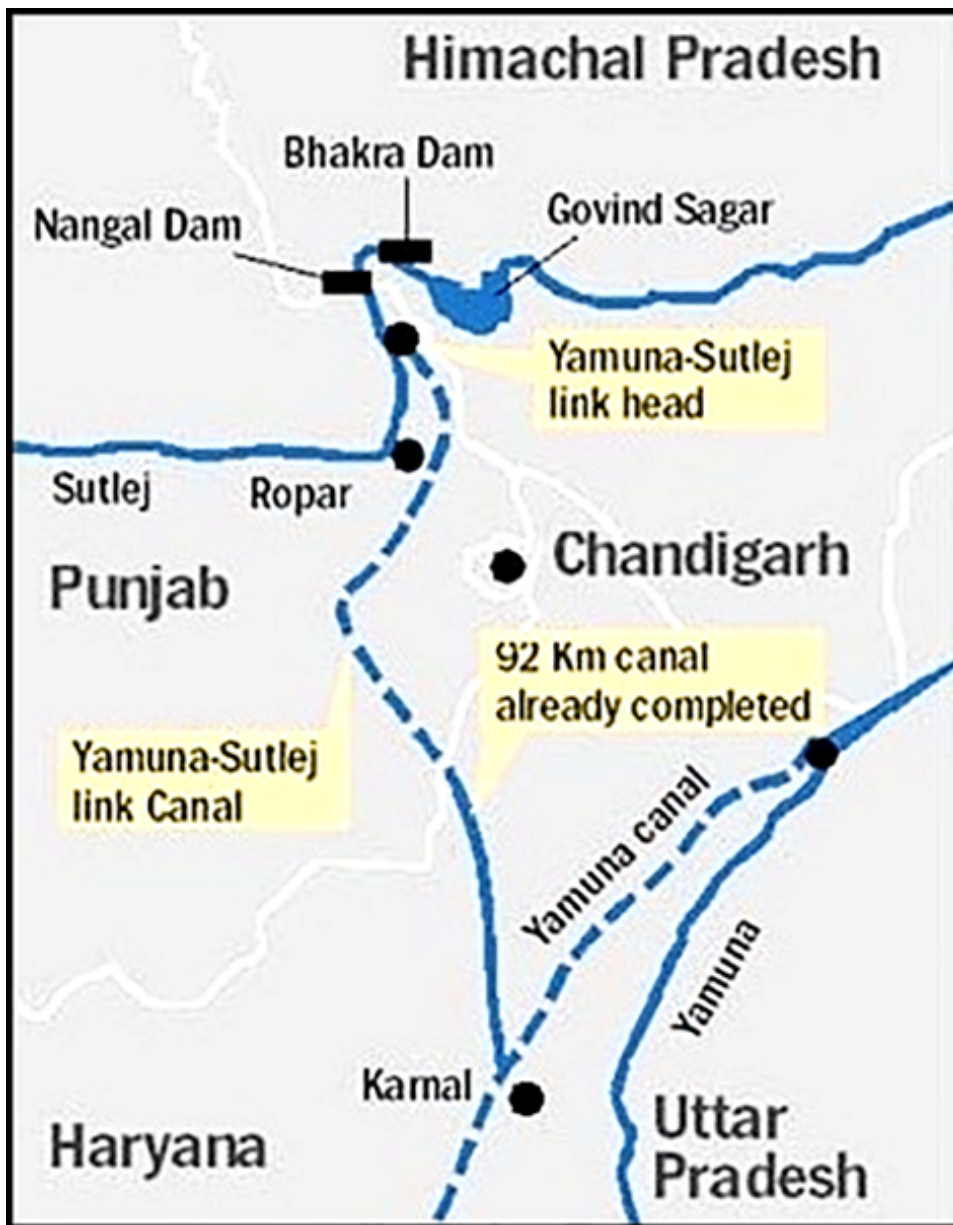 Himachal Pradesh
Bhakra Dam
Nangal Dam
Govind Sagar
Yamuna-Sutlej
link head
Sutlej
Ropar
Punjab
Chandigarh
92 Km canal
already completed
Yamuna-Sutlej
link Canal
Yamuna canal
Yamuna
Karnal
Haryana
Uttar
Pradesh